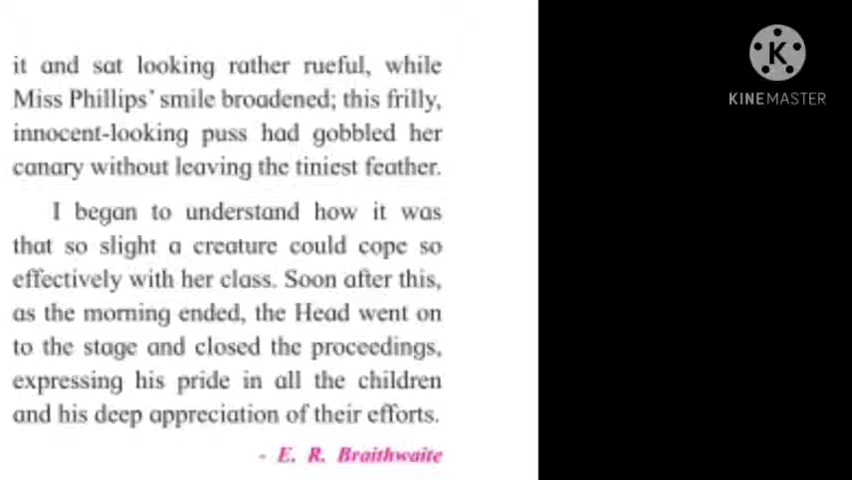 it and sat looking rather rueful, while
Miss Phillips' smile broadened; this frilly,
innocent-looking puss had gobbled her
canary without leaving the tiniest feather.
I began to understand how it was
that so slight a creature could cope so
effectively with her class. Soon after this,
as the morning ended, the Head went on
to the stage and closed the proceedings,
expressing his pride in all the children
and his deep appreciation of their efforts.
- E. R. Braithwaite
K
KINEMASTER